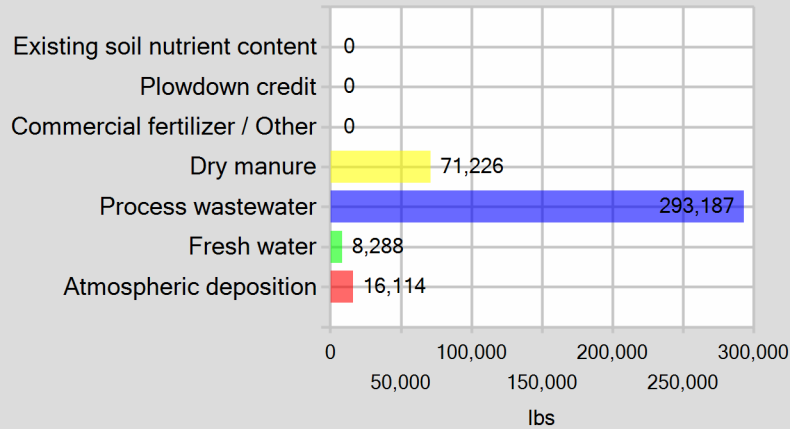 Existing soil nutrient content 0
Plowdown credit 0
Commercial fertilizer / Other 0
Dry manure 71,226
Process wastewater 293,187
Fresh water 8,288
Atmospheric deposition 16,114
0 100,000 200,000 300,000
50,000 150,000 250,000
lbs